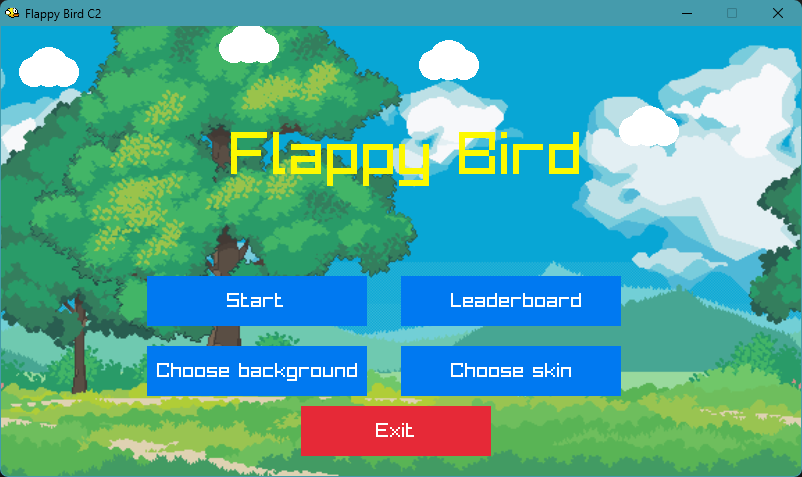 Flappy Bird C2
Flappy Bird
Start
Leaderboard
Choose background
Choose skin
Exit